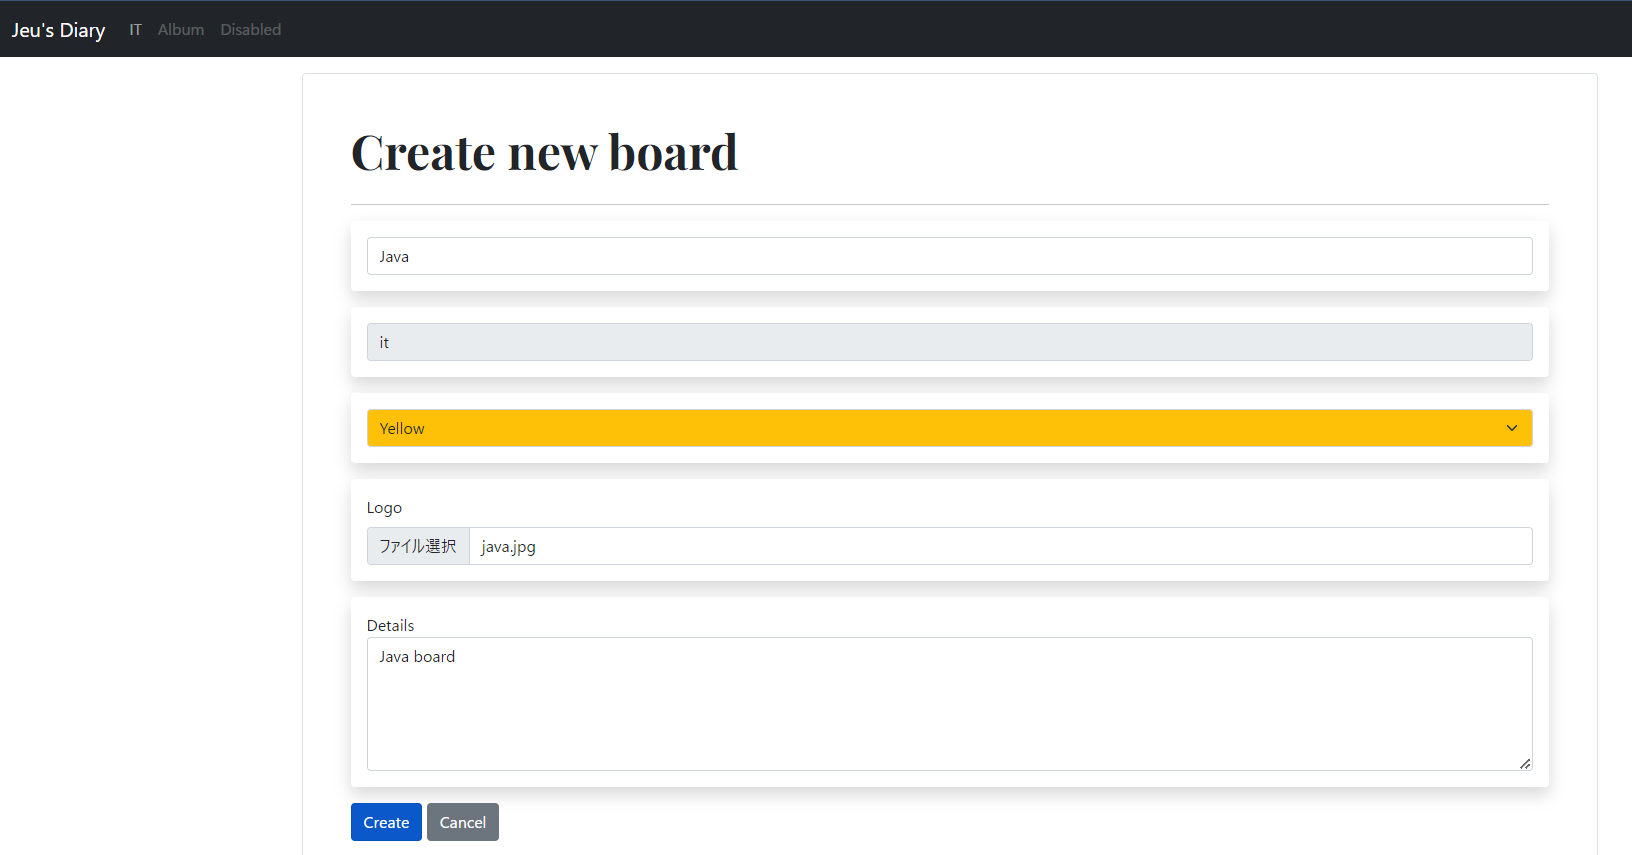 Jeu's Diary IT Album Disabled
Create new board
Java
it
Yellow
Logo
ファイル選択 java.jpg
Details
Java board
Create Cancel